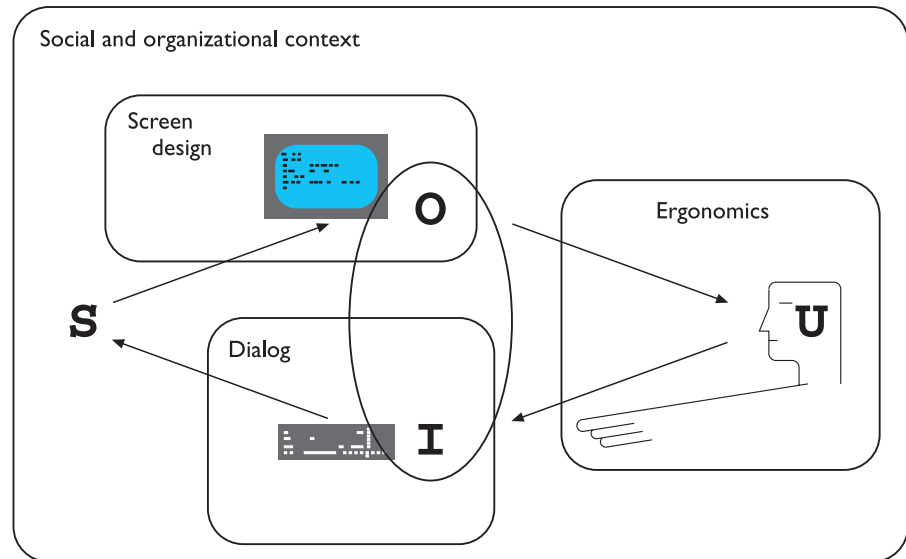 Social and organizational context
Screen
design
O
Ergonomics
S
U
Dialog
I